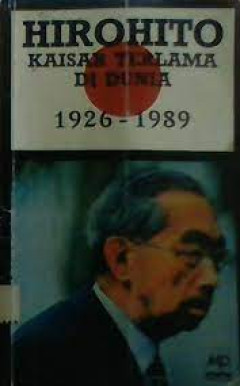 HIROHITO
KAISAR TERLAMA
DI DUNIA
1926 - 1989